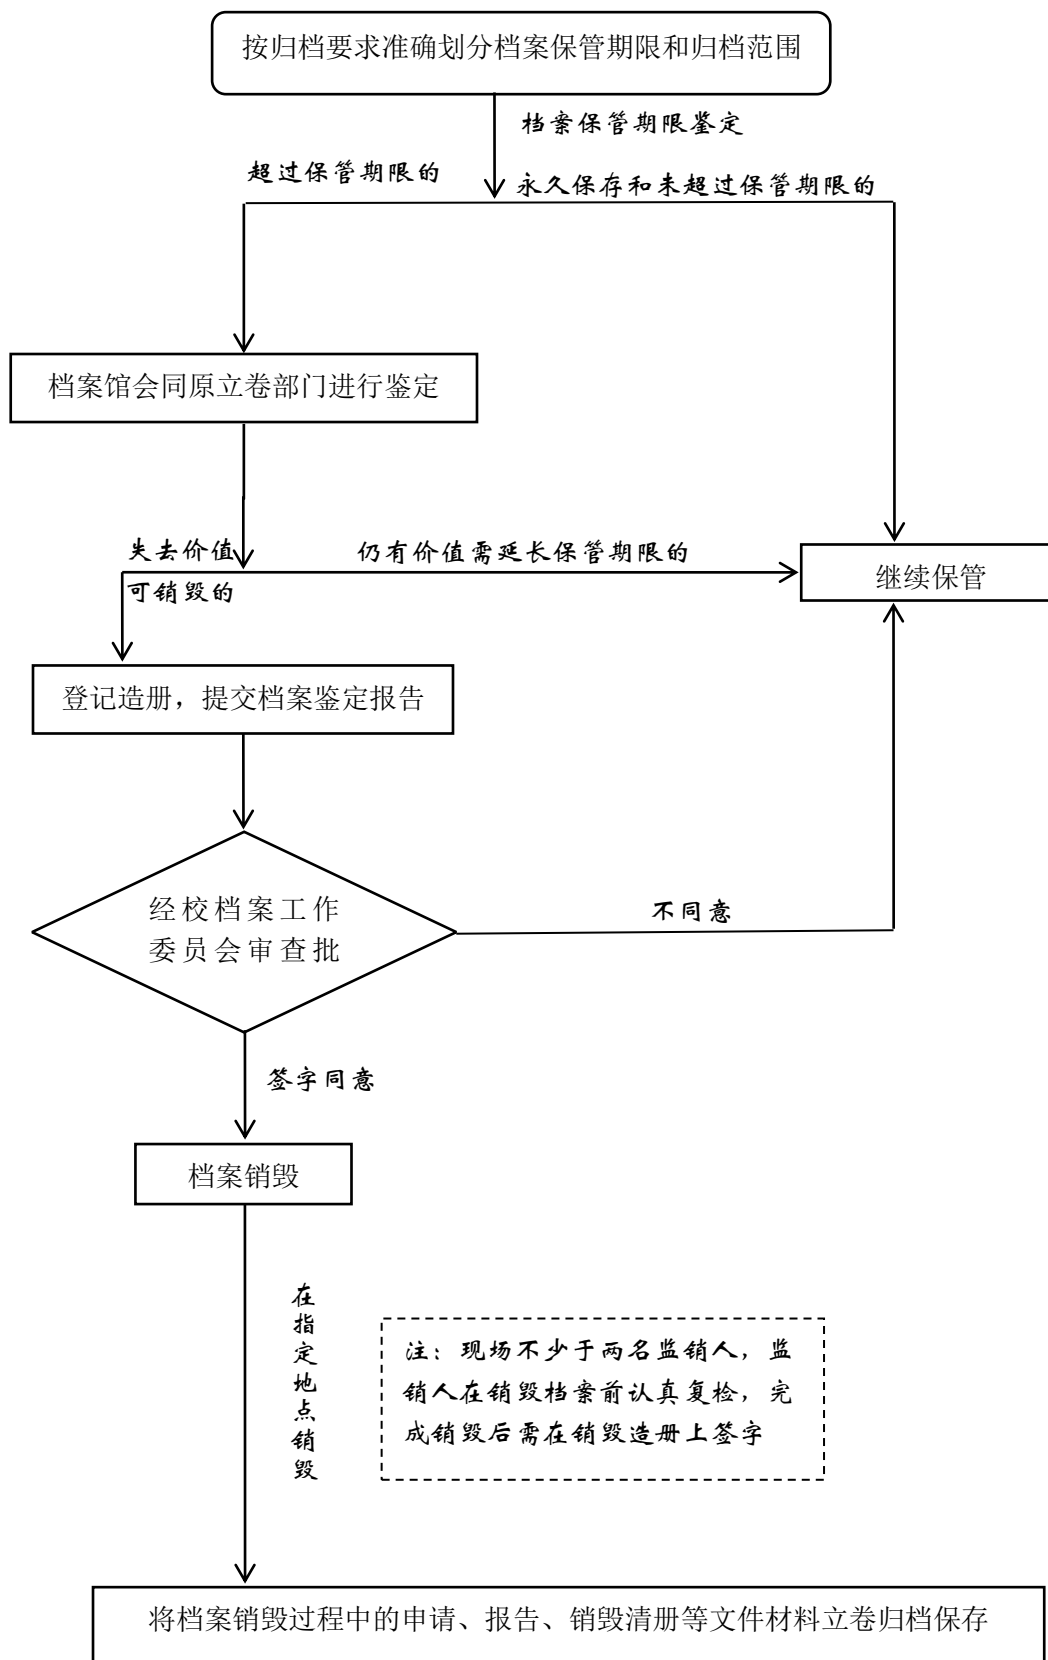 按归档要求准确划分档案保管期限和归档范围
档案保管期限鉴定
超过保管期限的
永久保存和未超过保管期限的
档案馆会同原立卷部门进行鉴定
失去价值
可销毁的
仍有价值需延长保管期限的
继续保管
登记造册，提交档案鉴定报告
经校档案工作
委员会审查批
不同意
签字同意
档案销毁
在指定地点销毁
注：现场不少于两名监销人，监
销人在销毁档案前认真复检，完
成销毁后需在销毁造册上签字
将档案销毁过程中的申请、报告、销毁清册等文件材料立卷归档保存